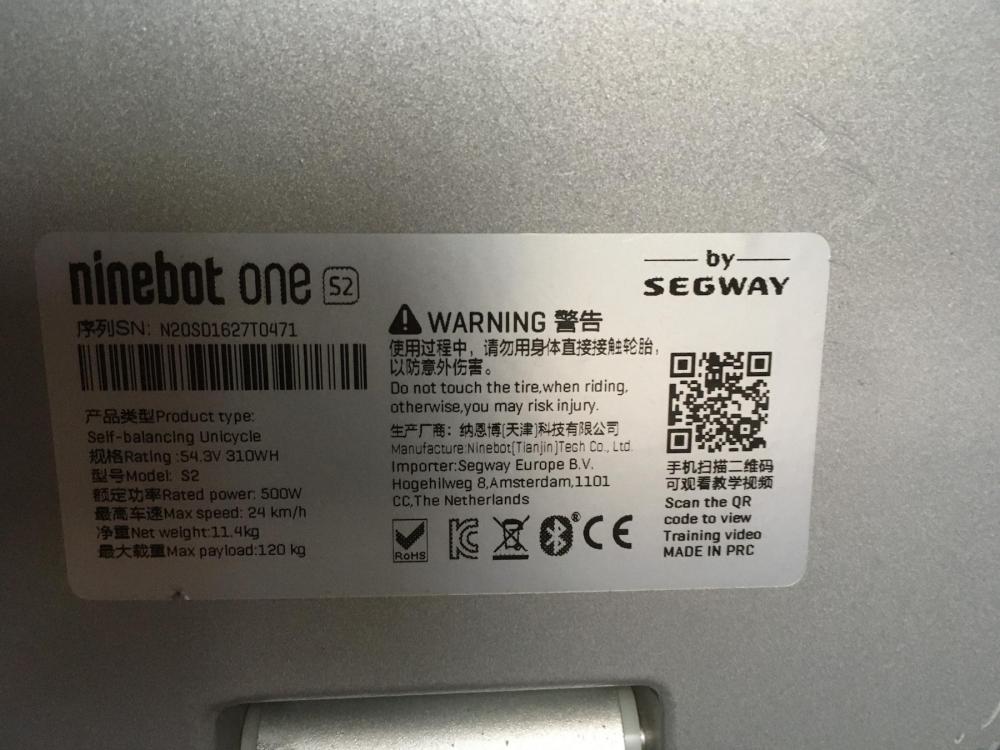 ninebot one S2
by
SEGWAY
序列SN: N2OSD1627T0471
产品类型Product type:
Self-balancing Unicycle
规格Rating :54.3V 310WH
型号Model: S2
额定功率Rated power: 500W
最高车速Max speed: 24 km/h
净重Net weight:11.4kg
最大载重Max payload:120 kg
WARNING 警告
使用过程中，请勿用身体直接接触轮胎，
以防意外伤害。
Do not touch the tire,when riding,
otherwise,you may risk injury.
生产厂商：纳恩博(天津)科技有限公司
Manufacture:Ninebot(Tianjin)Tech Co., Ltd.
Importer:Segway Europe B.V.
Hogehilweg 8,Amsterdam,1101
CC,The Netherlands
RoHS
CE
手机扫描二维码
可观看教学视频
Scan the QR
code to view
Training video
MADE IN PRC